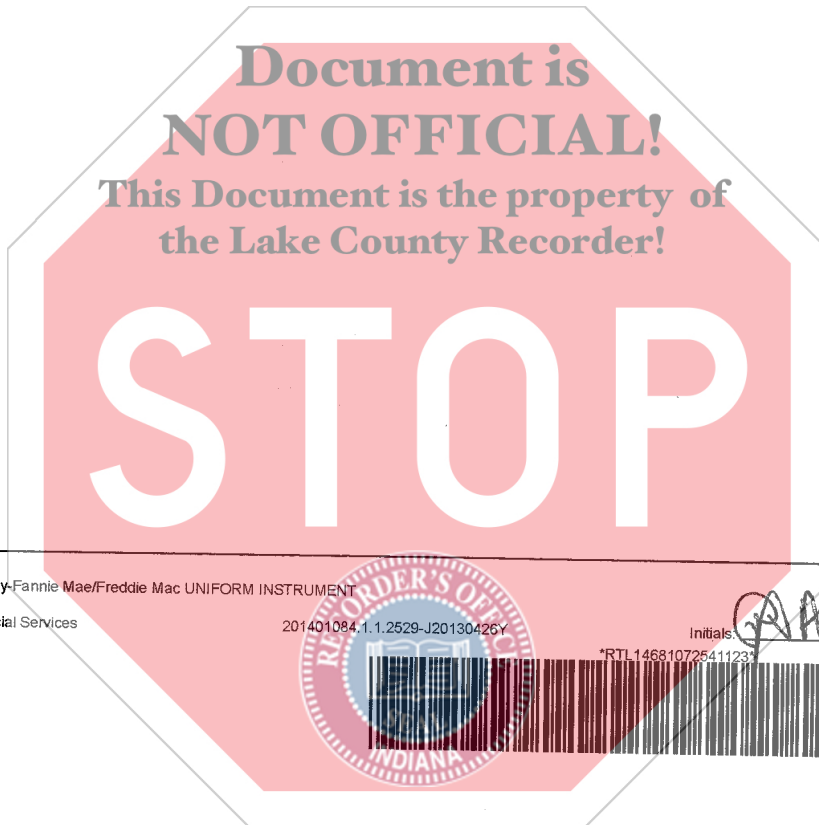 Document is
NOT OFFICIAL!
This Document is the property of
the Lake County Recorder!
STOP
y-Fannie Mae/Freddie Mac UNIFORM INSTRUMENT
ial Services
201401084.1.1.2529-J20130426Y
Initials:
*RTL14681072541123*
RECORDER'S OFFICE
SEAL
INDIANA